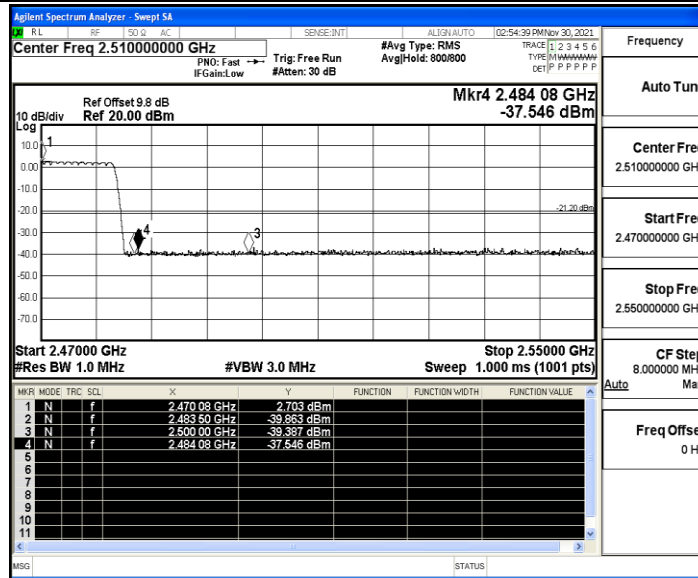 Agilent Spectrum Analyzer - Swept SA
RL RF 50 Ω AC SENSE:INT ALIGN AUTO 02:54:39 PM Nov 30, 2021
Center Freq 2.510000000 GHz
PNO: Fast
IFGain:Low
Trig: Free Run
#Atten: 30 dB
#Avg Type: RMS
Avg|Hold: 800/800
TRACE 1 2 3 4 5 6
TYPE MWWWWW
DET P P P P P P
Frequency
Auto Tun
Center Fre
2.510000000 GH
Start Fre
2.470000000 GH
Stop Fre
2.550000000 GH
CF Step
8.000000 MH
Auto Ma
Freq Offse
0 H
Mkr4 2.484 08 GHz
-37.546 dBm
Ref Offset 9.8 dB
10 dB/div Ref 20.00 dBm
Log
10.0
0.00
-10.0
-20.0
-30.0
-40.0
-50.0
-60.0
-70.0
1
4
3
-21.20 dBm
Start 2.47000 GHz Stop 2.55000 GHz
#Res BW 1.0 MHz #VBW 3.0 MHz Sweep 1.000 ms (1001 pts)
MKR MODE TRC SCL X Y FUNCTION FUNCTION WIDTH FUNCTION VALUE
1 N f 2.470 08 GHz 2.703 dBm
2 N f 2.483 50 GHz -39.863 dBm
3 N f 2.500 00 GHz -39.387 dBm
4 N f 2.484 08 GHz -37.546 dBm
5
6
7
8
9
10
11
MSG STATUS